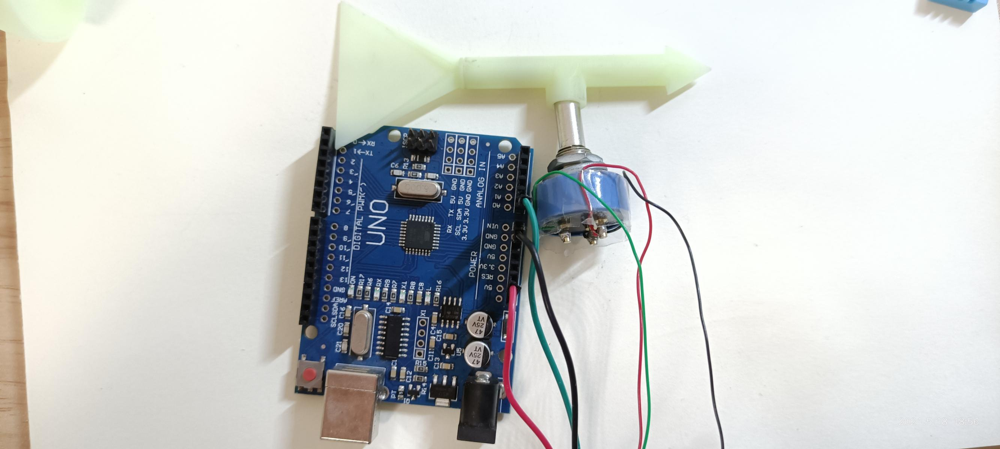 ISCP
RX←0
TX→1
2
~3
4
~5
~6
7
8
~9
~10
~11
12
13
GND
AREF
SDA
SCL
DIGITAL PWM(~)
UNO
C9
R13
16.000
RX TX 5V GND
SCL SDA 5V GND
3.3V 3.3V GND GND
ANALOG IN
A5
A4
A3
A2
A1
A0
POWER
VIN
GND
GND
5V
3.3V
RES
5V
ON R17 R6 RX R9 R7 TX R8 C8 L R16
C16
C20
C21
C14
X1
C4
C15
C11
C13
U5
R15
C12
R14
PT
C1
47
25V
VT
47
25V
VT
2021.5.18 18:56